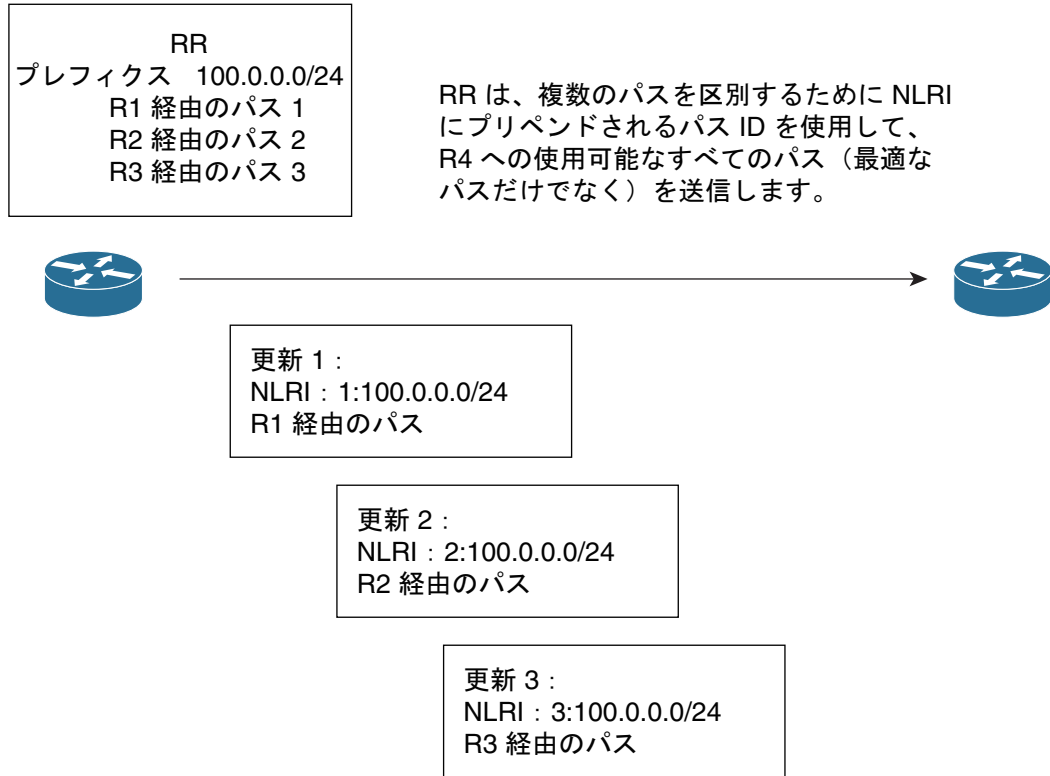 RR
プレフィクス 100.0.0.0/24
R1 経由のパス 1
R2 経由のパス 2
R3 経由のパス 3
RR は、複数のパスを区別するために NLRI
にプリペンドされるパス ID を使用して、
R4 への使用可能なすべてのパス（最適な
パスだけでなく）を送信します。
更新 1：
NLRI：1:100.0.0.0/24
R1 経由のパス
更新 2：
NLRI：2:100.0.0.0/24
R2 経由のパス
更新 3：
NLRI：3:100.0.0.0/24
R3 経由のパス